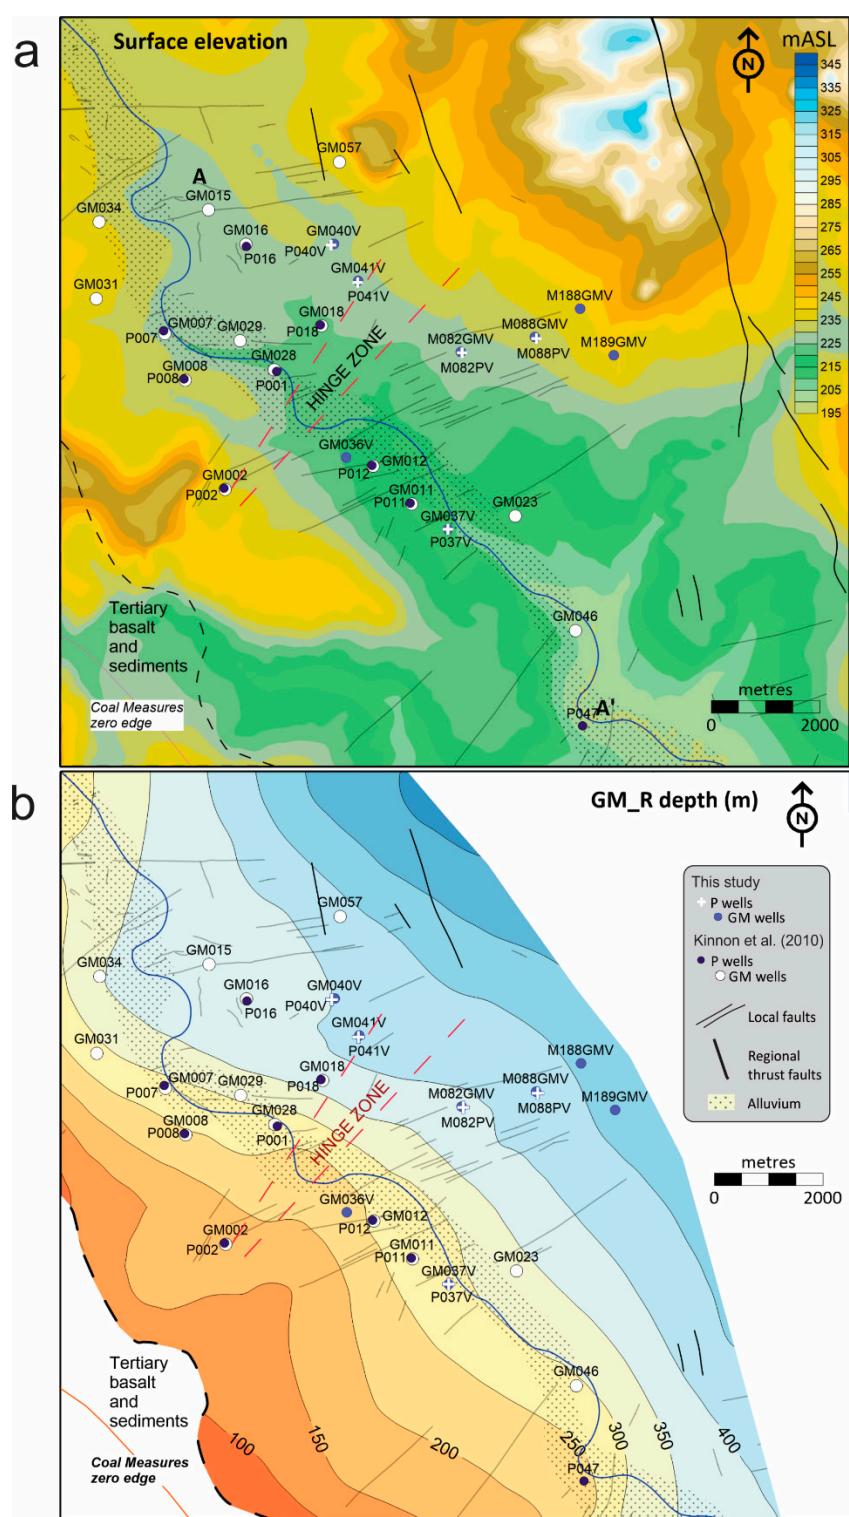 a
Surface elevation
N
mASL
345
335
325
315
305
295
285
275
265
255
245
235
225
215
205
195
GM057
A
GM015
GM034
GM016
P016
GM040V
P040V
GM041V
P041V
GM031
M188GMV
GM018
P018
GM007
P007
GM029
M082GMV
M082PV
M088GMV
M088PV
M189GMV
GM008
P008
GM028
P001
HINGE ZONE
GM036V
P012
GM012
GM002
P002
GM011
P011
GM023
GM037V
P037V
Tertiary
basalt
and
sediments
GM046
Coal Measures
zero edge
A'
P047
metres
0 2000
b
GM_R depth (m)
N
This study
P wells
GM wells
Kinnon et al. (2010)
P wells
GM wells
Local faults
Regional
thrust faults
Alluvium
metres
0 2000
GM057
GM015
GM034
GM016
P016
GM040V
P040V
GM041V
P041V
GM031
M188GMV
GM018
P018
GM007
P007
GM029
M082GMV
M082PV
M088GMV
M088PV
M189GMV
GM008
P008
GM028
P001
HINGE ZONE
GM036V
P012
GM012
GM002
P002
GM011
P011
GM023
GM037V
P037V
Tertiary
basalt
and
sediments
GM046
Coal Measures
zero edge
P047
100
150
200
250
300
350
400